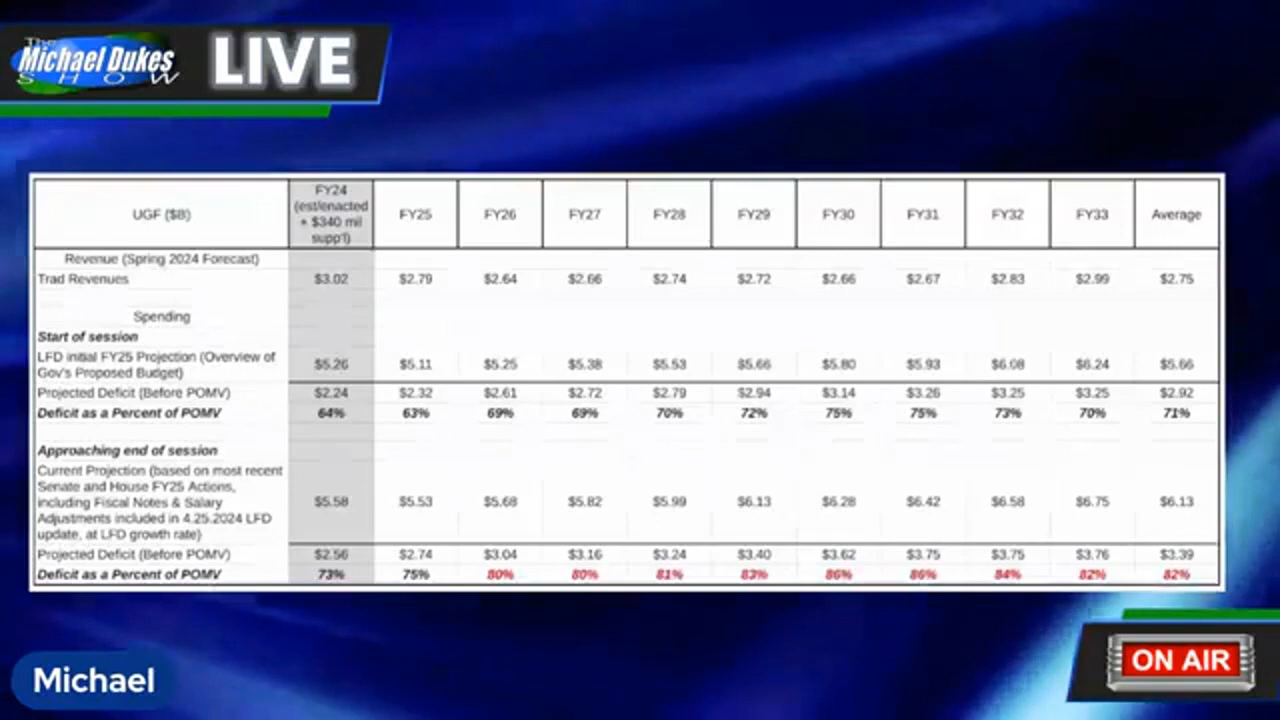 The
Michael Dukes
SHOW
LIVE
UGF ($B) FY24 (est/enacted + $340 mil supp'l) FY25 FY26 FY27 FY28 FY29 FY30 FY31 FY32 FY33 Average
Revenue (Spring 2024 Forecast)
Trad Revenues $3.02 $2.79 $2.64 $2.66 $2.74 $2.72 $2.66 $2.67 $2.83 $2.99 $2.75
Spending
Start of session
LFD initial FY25 Projection (Overview of
Gov's Proposed Budget) $5.26 $5.11 $5.25 $5.38 $5.53 $5.66 $5.80 $5.93 $6.08 $6.24 $5.66
Projected Deficit (Before POMV) $2.24 $2.32 $2.61 $2.72 $2.79 $2.94 $3.14 $3.26 $3.25 $3.25 $2.92
Deficit as a Percent of POMV 64% 63% 69% 69% 70% 72% 75% 75% 73% 70% 71%
Approaching end of session
Current Projection (based on most recent
Senate and House FY25 Actions,
including Fiscal Notes & Salary
Adjustments included in 4.25.2024 LFD
update, at LFD growth rate) $5.58 $5.53 $5.68 $5.82 $5.99 $6.13 $6.28 $6.42 $6.58 $6.75 $6.13
Projected Deficit (Before POMV) $2.56 $2.74 $3.04 $3.16 $3.24 $3.40 $3.62 $3.75 $3.75 $3.76 $3.39
Deficit as a Percent of POMV 73% 75% 80% 80% 81% 83% 86% 86% 84% 82% 82%
Michael
ON AIR